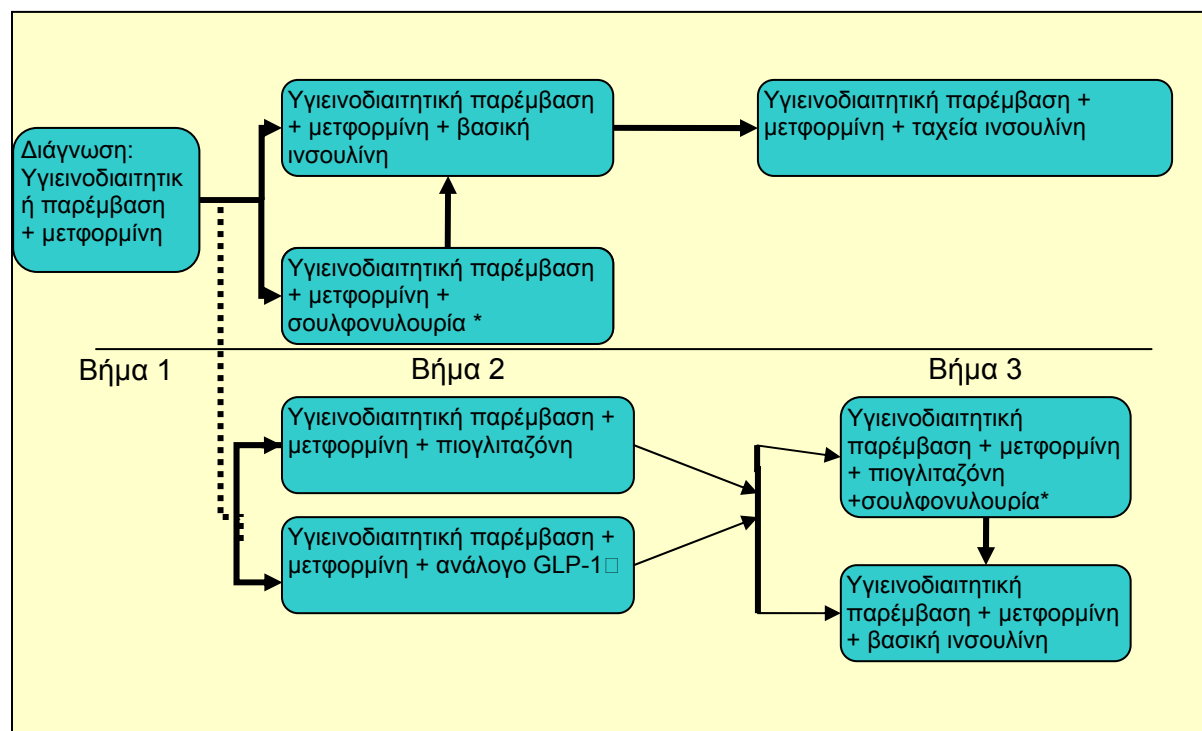 Διάγνωση:
Υγιεινοδιαιτητικ
ή παρέμβαση
+ μετφορμίνη
Υγιεινοδιαιτητική παρέμβαση
+ μετφορμίνη + βασική
ινσουλίνη
Υγιεινοδιαιτητική παρέμβαση +
μετφορμίνη + ταχεία ινσουλίνη
Υγιεινοδιαιτητική παρέμβαση
+ μετφορμίνη +
σουλφονυλουρία *
Βήμα 1
Βήμα 2
Βήμα 3
Υγιεινοδιαιτητική παρέμβαση +
μετφορμίνη + πιογλιταζόνη
Υγιεινοδιαιτητική παρέμβαση +
μετφορμίνη + ανάλογο GLP-1□
Υγιεινοδιαιτητική
παρέμβαση + μετφορμίνη
+ πιογλιταζόνη
+σουλφονυλουρία*
Υγιεινοδιαιτητική
παρέμβαση + μετφορμίνη
+ βασική ινσουλίνη